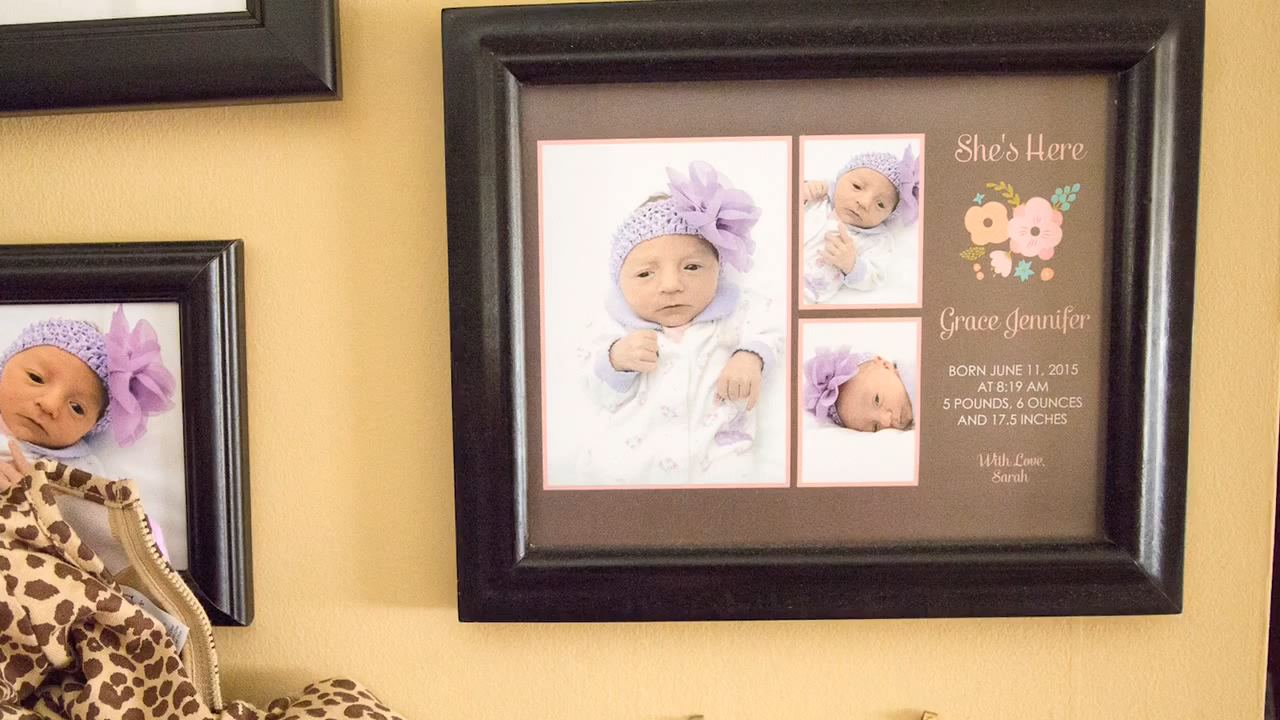 She's Here
Grace Jennifer
BORN JUNE 11, 2015
AT 8:19 AM
5 POUNDS, 6 OUNCES
AND 17.5 INCHES
With Love,
Sarah